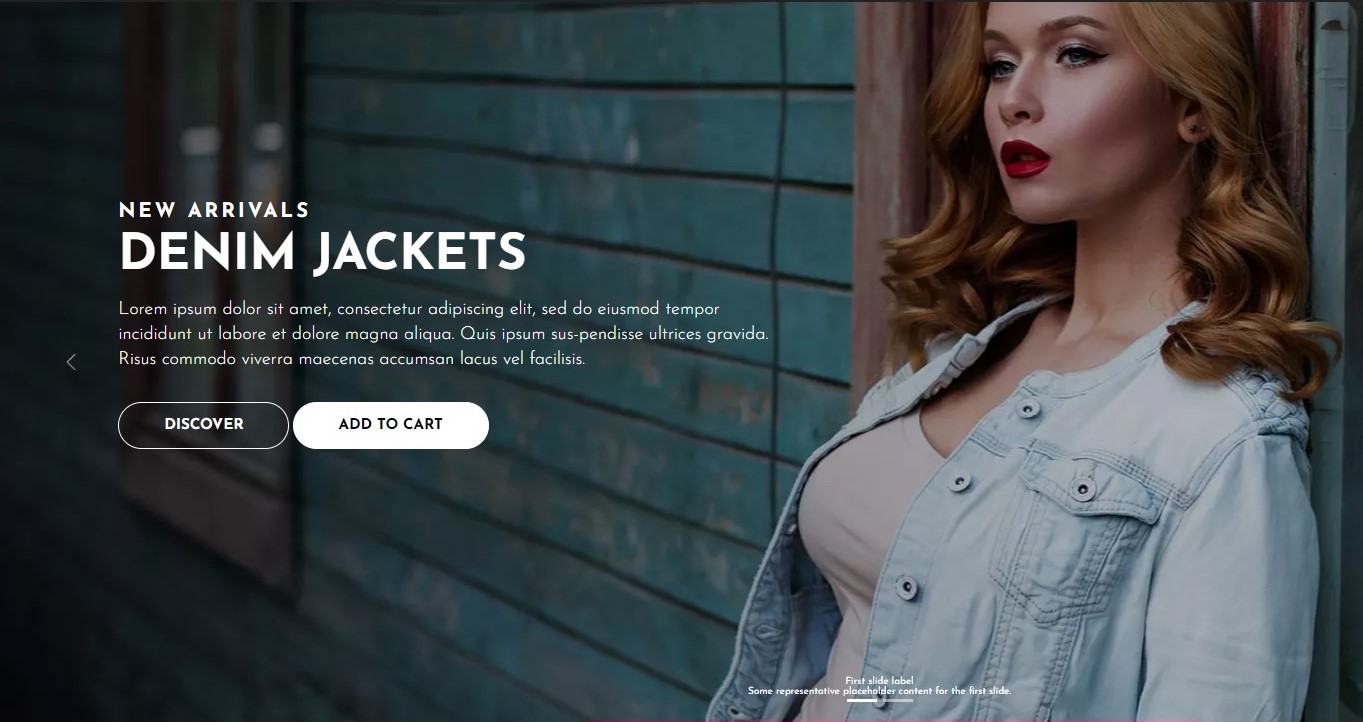 NEW ARRIVALS
DENIM JACKETS
Lorem ipsum dolor sit amet, consectetur adipiscing elit, sed do eiusmod tempor
incididunt ut labore et dolore magna aliqua. Quis ipsum sus-pendisse ultrices gravida.
Risus commodo viverra maecenas accumsan lacus vel facilisis.
DISCOVER
ADD TO CART
First slide label
Some representative placeholder content for the first slide.